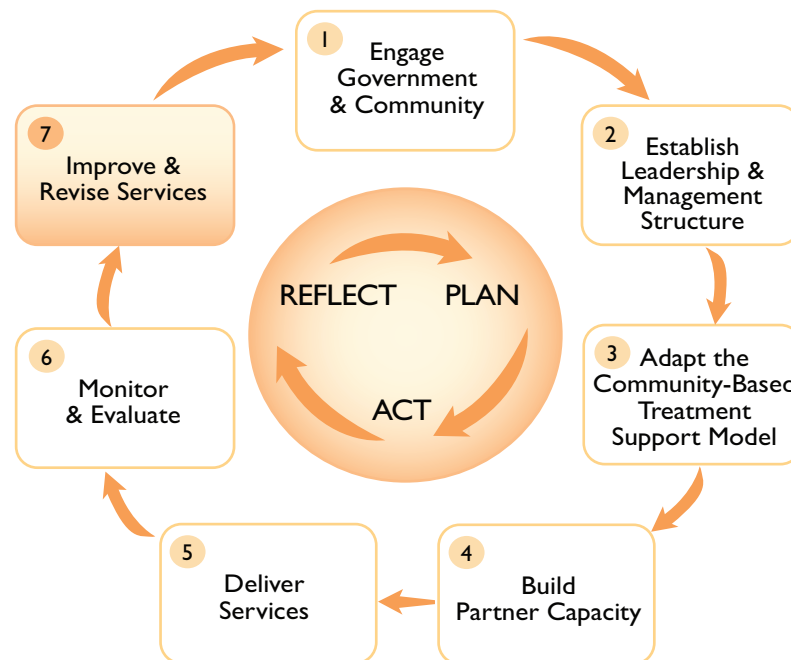 1
Engage
Government
& Community
2
Establish
Leadership &
Management
Structure
3
Adapt the
Community-Based
Treatment
Support Model
4
Build
Partner Capacity
5
Deliver
Services
6
Monitor
& Evaluate
7
Improve &
Revise Services
REFLECT
PLAN
ACT